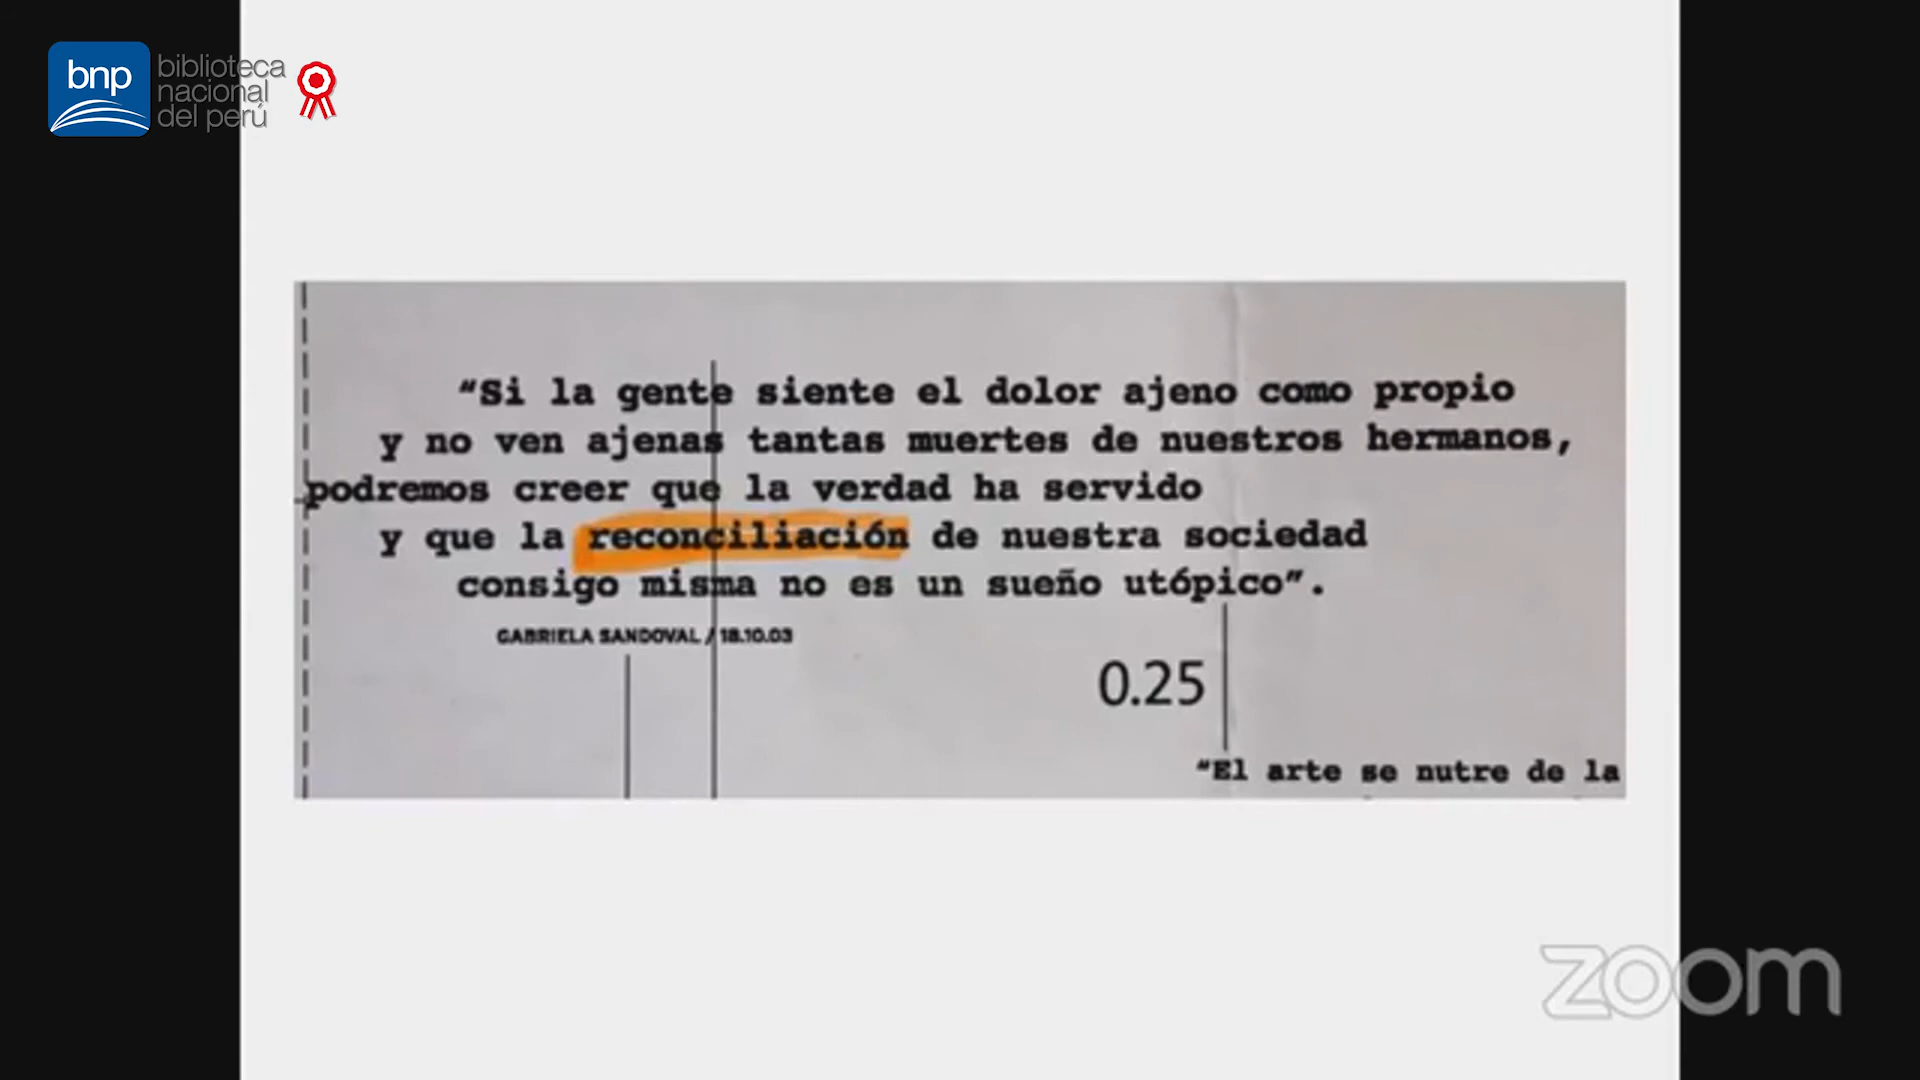 bnp
biblioteca
nacional
del perú
"Si la gente siente el dolor ajeno como propio
y no ven ajenas tantas muertes de nuestros hermanos,
podremos creer que la verdad ha servido
y que la reconciliación de nuestra sociedad
consigo misma no es un sueño utópico".
GABRIELA SANDOVAL / 18.10.03
0.25
"El arte se nutre de la
zoom